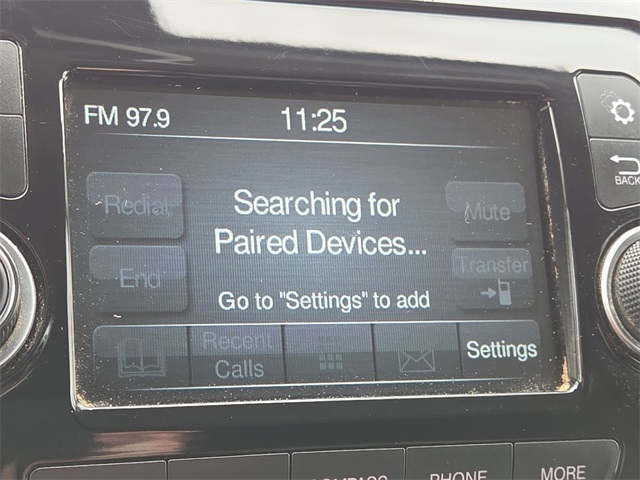 FM 97.9 11:25
Redial
Searching for
Paired Devices...
Mute
End
Transfer
Go to "Settings" to add
Recent
Calls
Settings
BACK
COMPASS
PHONE
MORE